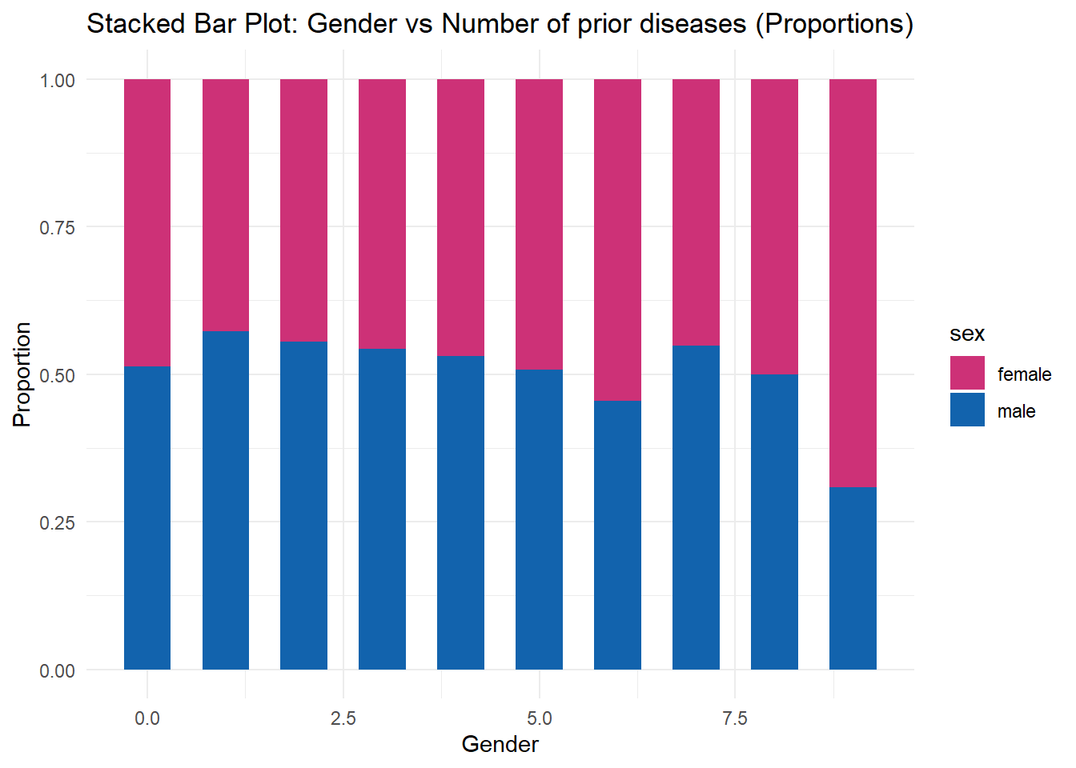 Stacked Bar Plot: Gender vs Number of prior diseases (Proportions)
1.00
0.75
0.50
0.25
0.00
Proportion
0.0 2.5 5.0 7.5
Gender
sex
female
male